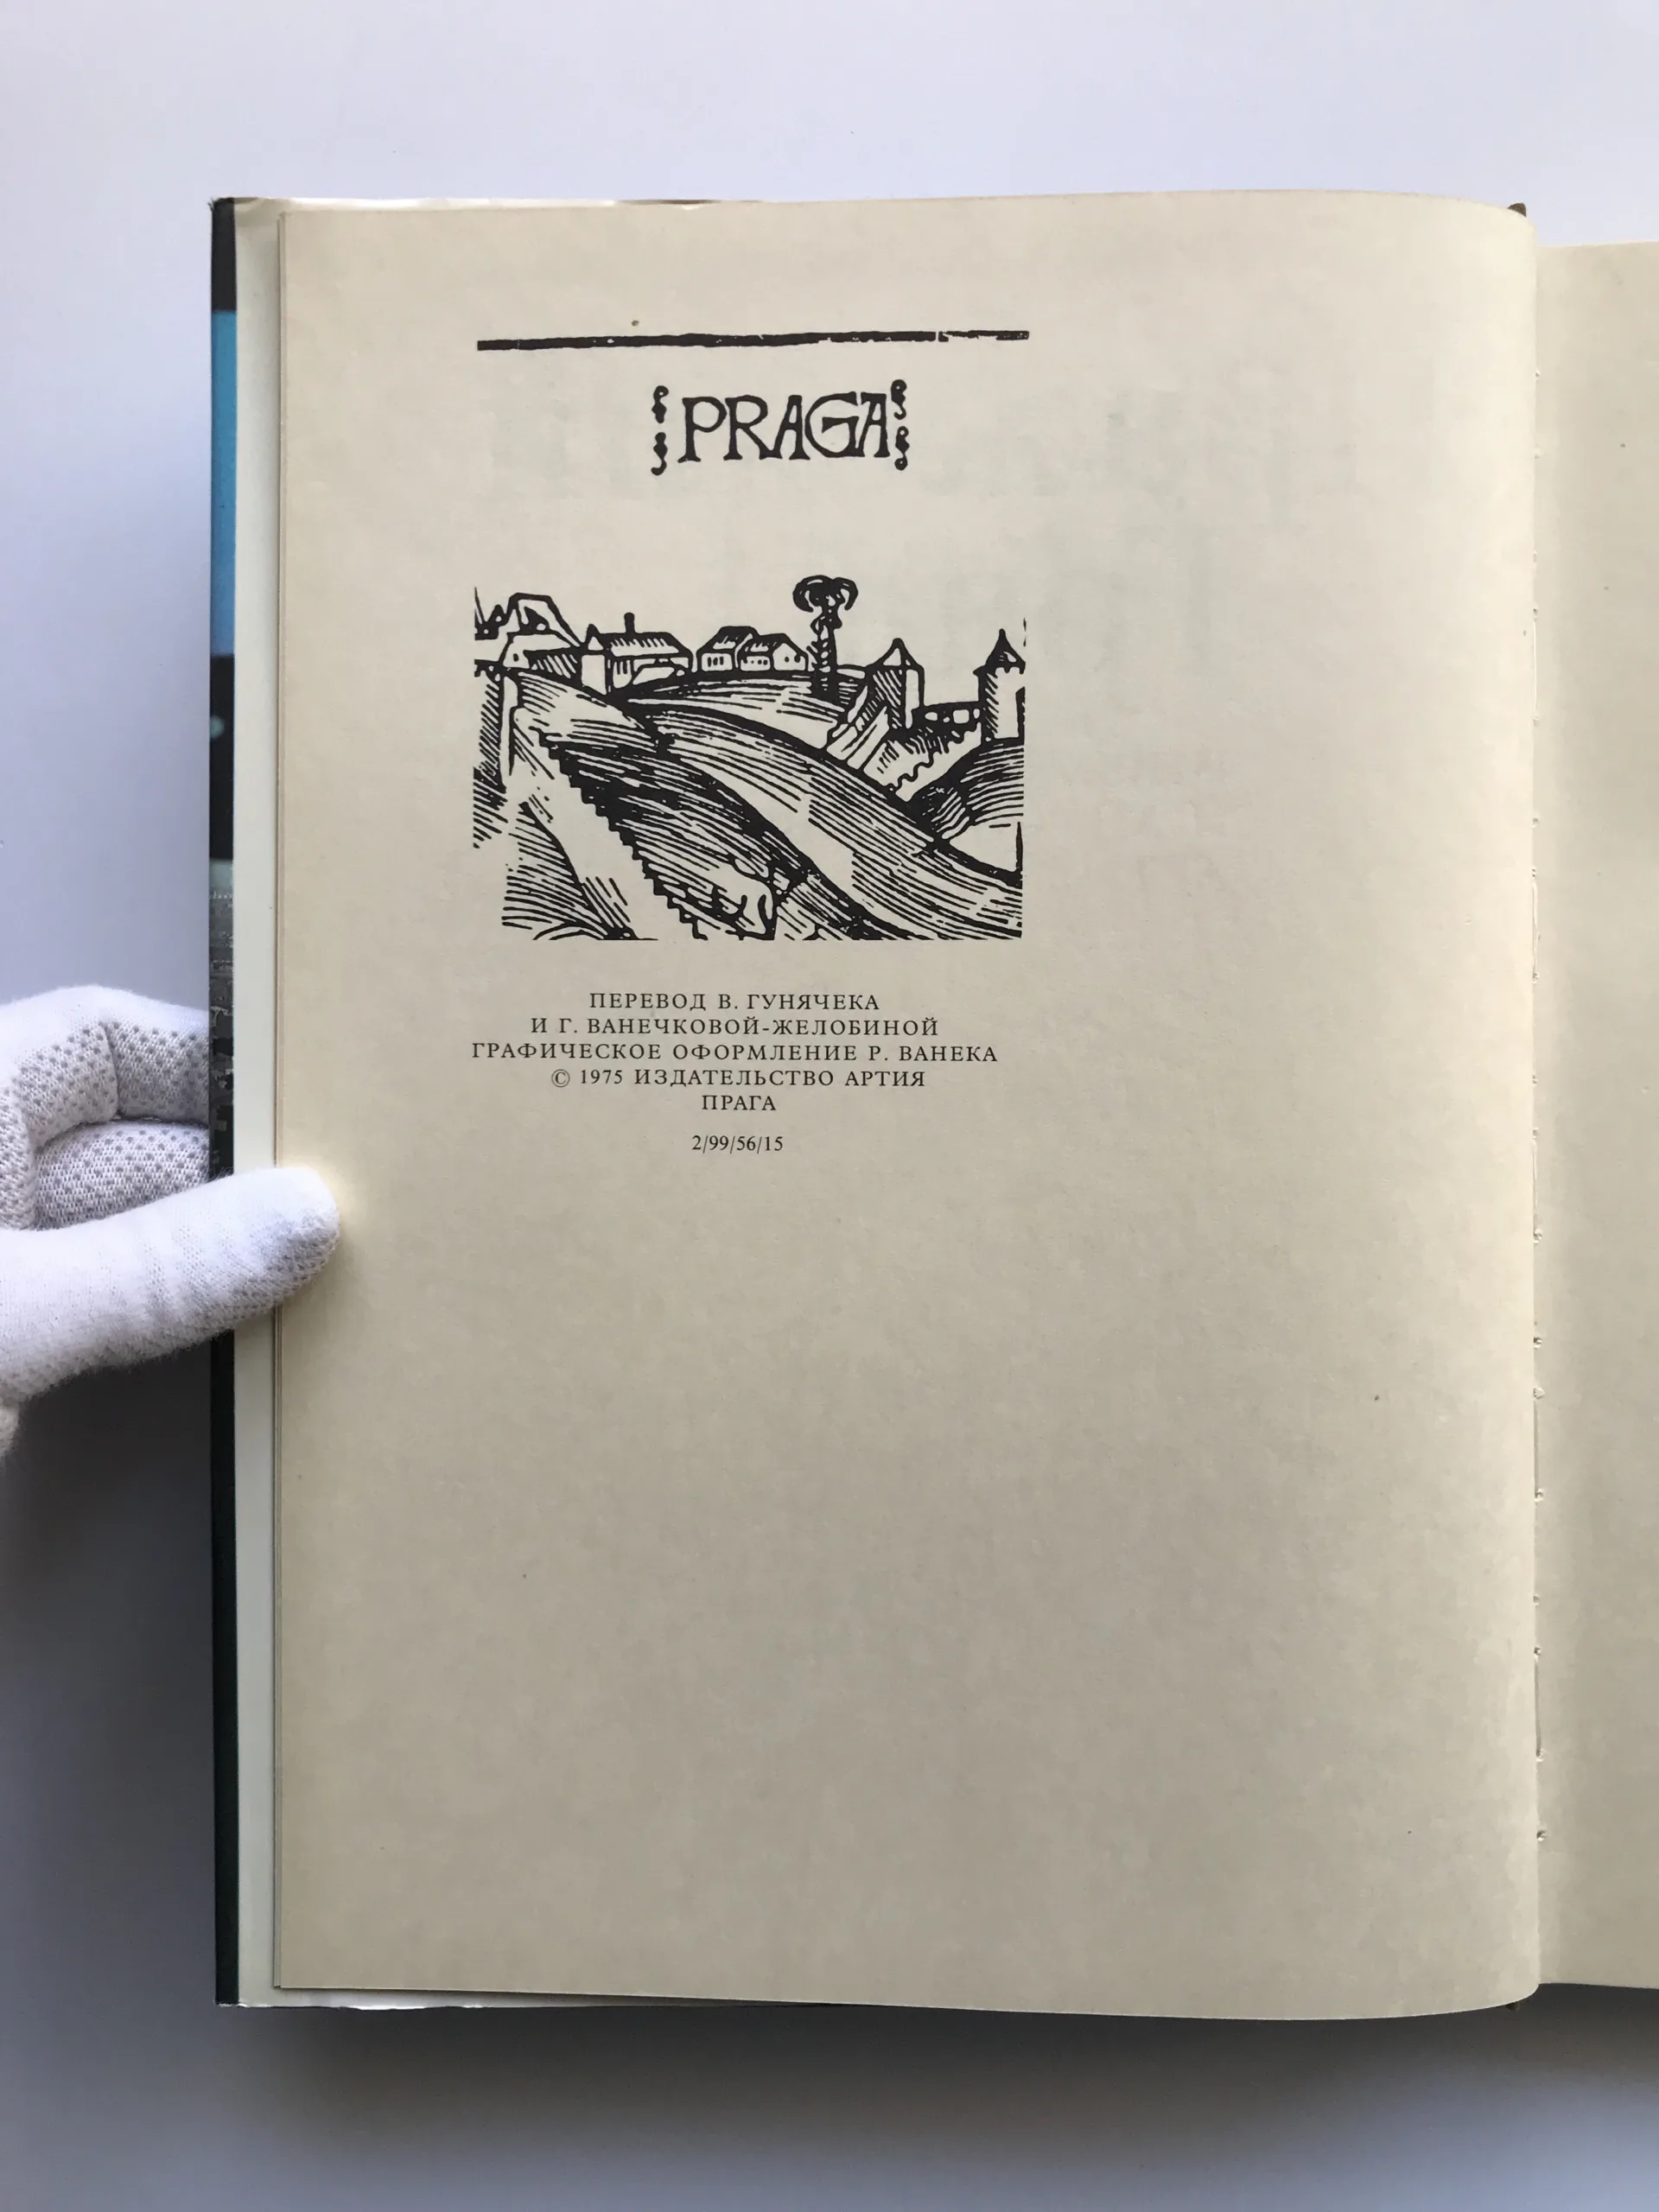 PRAGA
ПЕРЕВОД В. ГУНЯЧЕКА
И Г. ВАНЕЧКОВОЙ-ЖЕЛОБИНОЙ
ГРАФИЧЕСКОЕ ОФОРМЛЕНИЕ Р. ВАНЕКА
© 1975 ИЗДАТЕЛЬСТВО АРТИЯ
ПРАГА
2/99/56/15